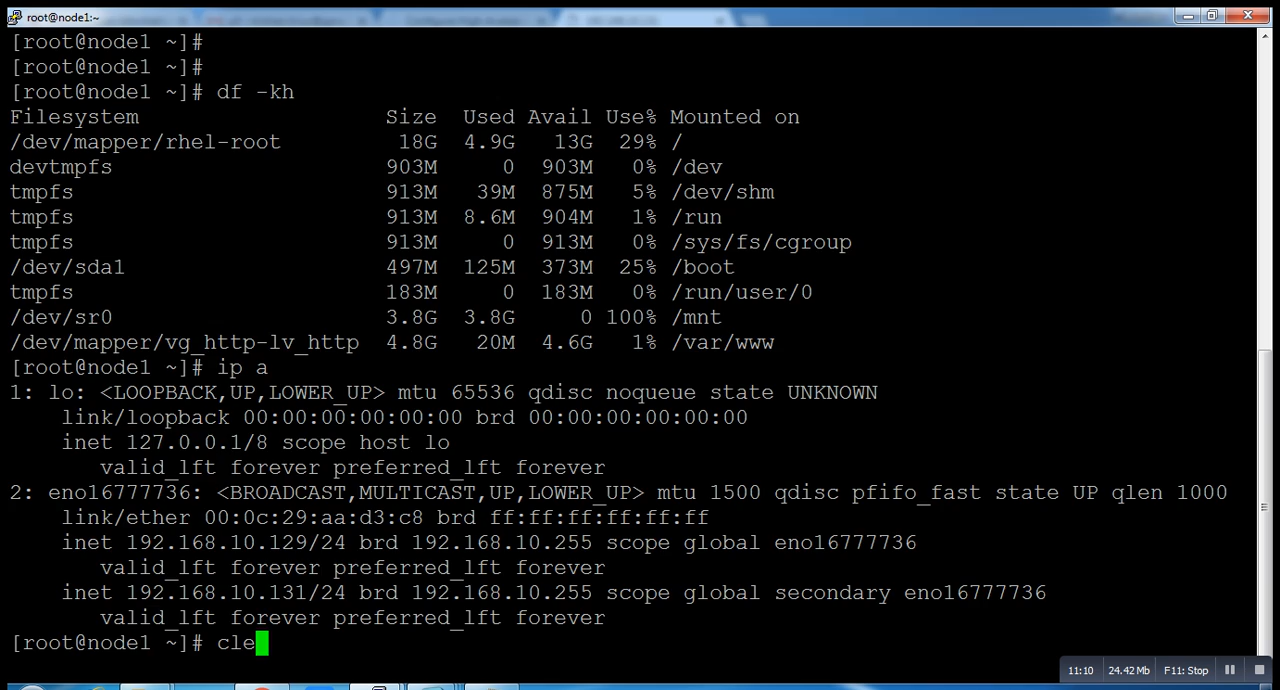 root@node1:~
[root@node1 ~]#
[root@node1 ~]#
[root@node1 ~]# df -kh
Filesystem Size Used Avail Use% Mounted on
/dev/mapper/rhel-root 18G 4.9G 13G 29% /
devtmpfs 903M 0 903M 0% /dev
tmpfs 913M 39M 875M 5% /dev/shm
tmpfs 913M 8.6M 904M 1% /run
tmpfs 913M 0 913M 0% /sys/fs/cgroup
/dev/sda1 497M 125M 373M 25% /boot
tmpfs 183M 0 183M 0% /run/user/0
/dev/sr0 3.8G 3.8G 0 100% /mnt
/dev/mapper/vg_http-lv_http 4.8G 20M 4.6G 1% /var/www
[root@node1 ~]# ip a
1: lo: <LOOPBACK,UP,LOWER_UP> mtu 65536 qdisc noqueue state UNKNOWN
link/loopback 00:00:00:00:00:00 brd 00:00:00:00:00:00
inet 127.0.0.1/8 scope host lo
valid_lft forever preferred_lft forever
2: eno16777736: <BROADCAST,MULTICAST,UP,LOWER_UP> mtu 1500 qdisc pfifo_fast state UP qlen 1000
link/ether 00:0c:29:aa:d3:c8 brd ff:ff:ff:ff:ff:ff
inet 192.168.10.129/24 brd 192.168.10.255 scope global eno16777736
valid_lft forever preferred_lft forever
inet 192.168.10.131/24 brd 192.168.10.255 scope global secondary eno16777736
valid_lft forever preferred_lft forever
[root@node1 ~]# cle
11:10 24.42 Mb F11: Stop